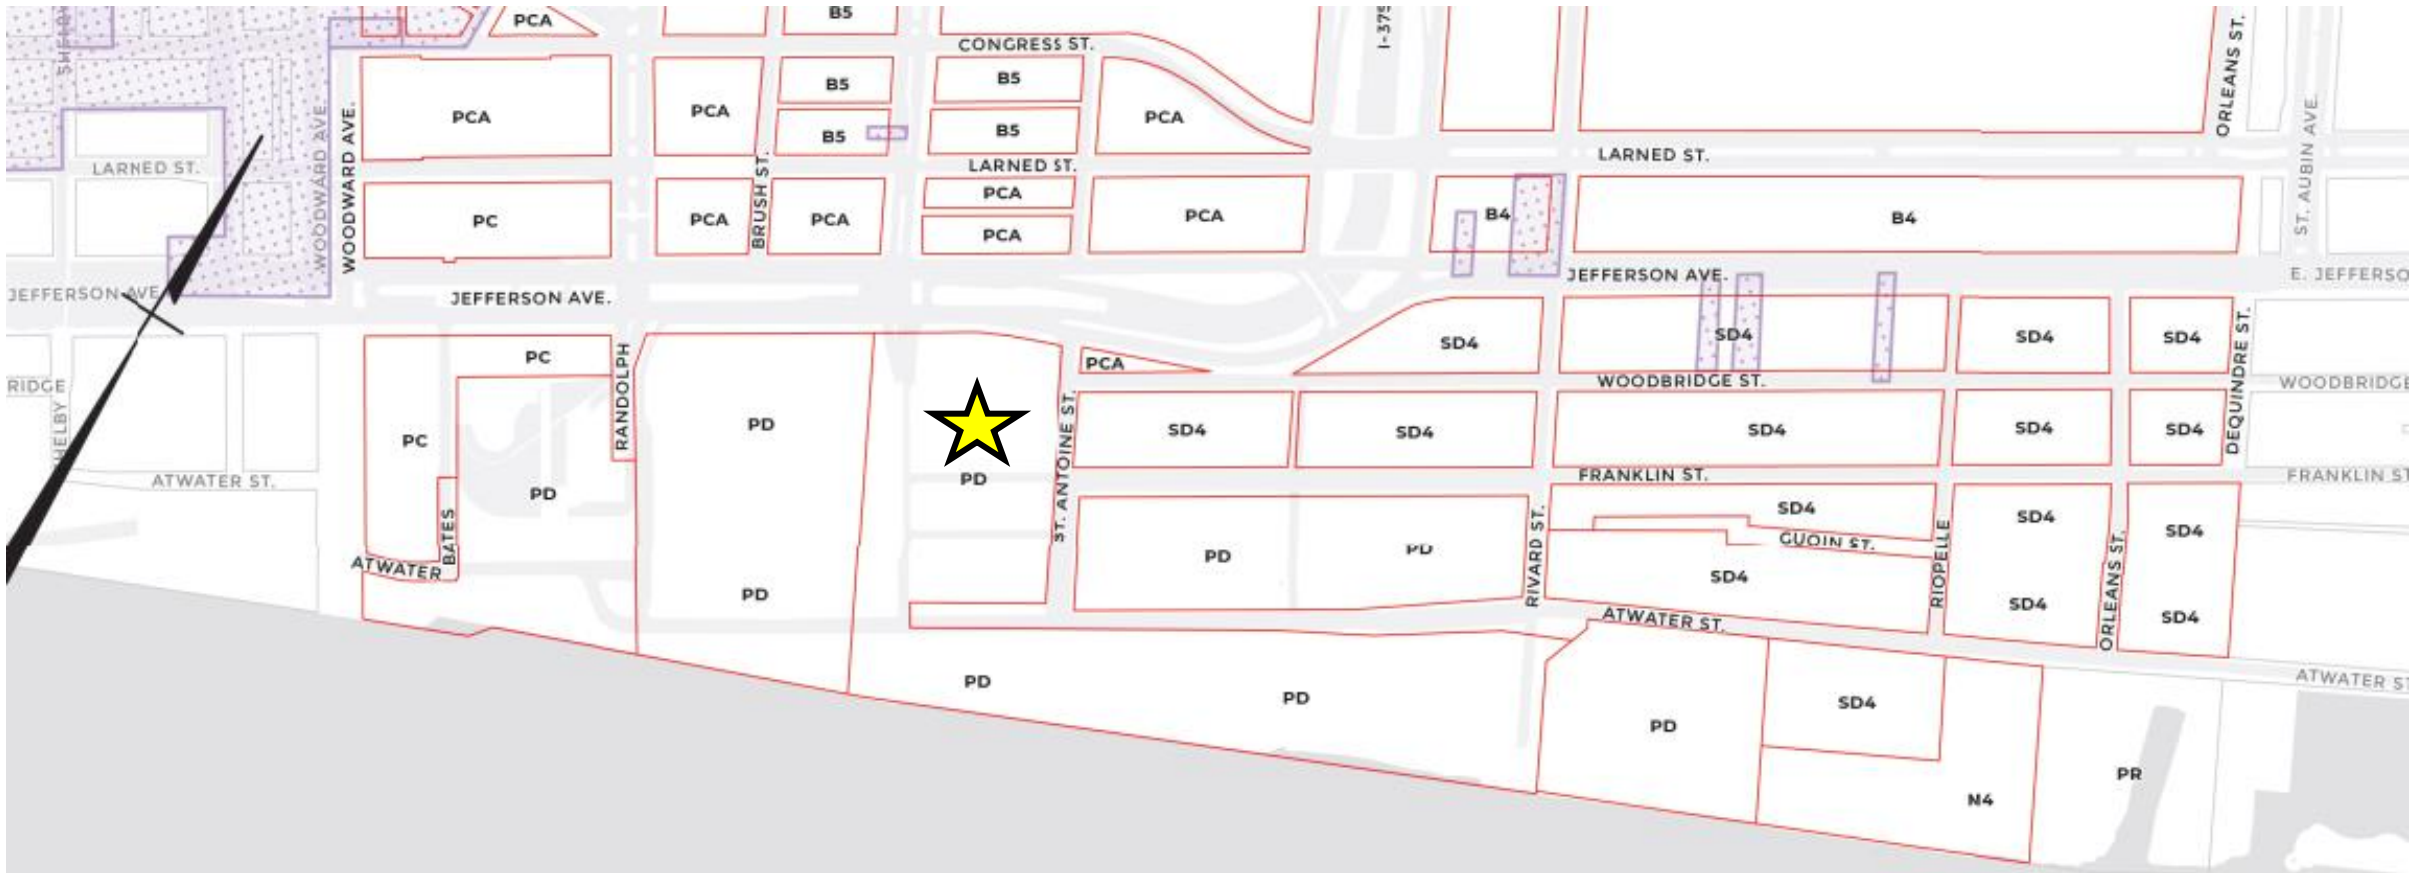 PCA
B5
I-375
ORLEANS ST.
CONGRESS ST.
PCA
PCA
B5
B5
PCA
B5
B5
WOODWARD AVE.
WOODWARD AVE.
BRUSH ST.
ST. AUBIN AVE.
LARNED ST.
LARNED ST.
LARNED ST.
PC
PCA
PCA
PCA
PCA
PCA
B4
B4
JEFFERSON AVE.
JEFFERSON AVE.
JEFFERSON AVE.
E. JEFFERSO
PC
RANDOLPH
PCA
SD4
SD4
SD4
SD4
DEQUINDRE ST.
RIDGE
SHELBY
WOODBRIDGE ST.
WOODBRIDGE
PC
PD
ST. ANTOINE ST.
SD4
SD4
SD4
SD4
SD4
ATWATER ST.
PD
PD
FRANKLIN ST.
FRANKLIN ST
BATES
RIVARD ST.
SD4
SD4
SD4
GUOIN ST.
RIOPELLE
ORLEANS ST.
ATWATER
PD
PD
PD
SD4
SD4
SD4
ATWATER ST.
PD
PD
PD
SD4
ATWATER ST
N4
PR